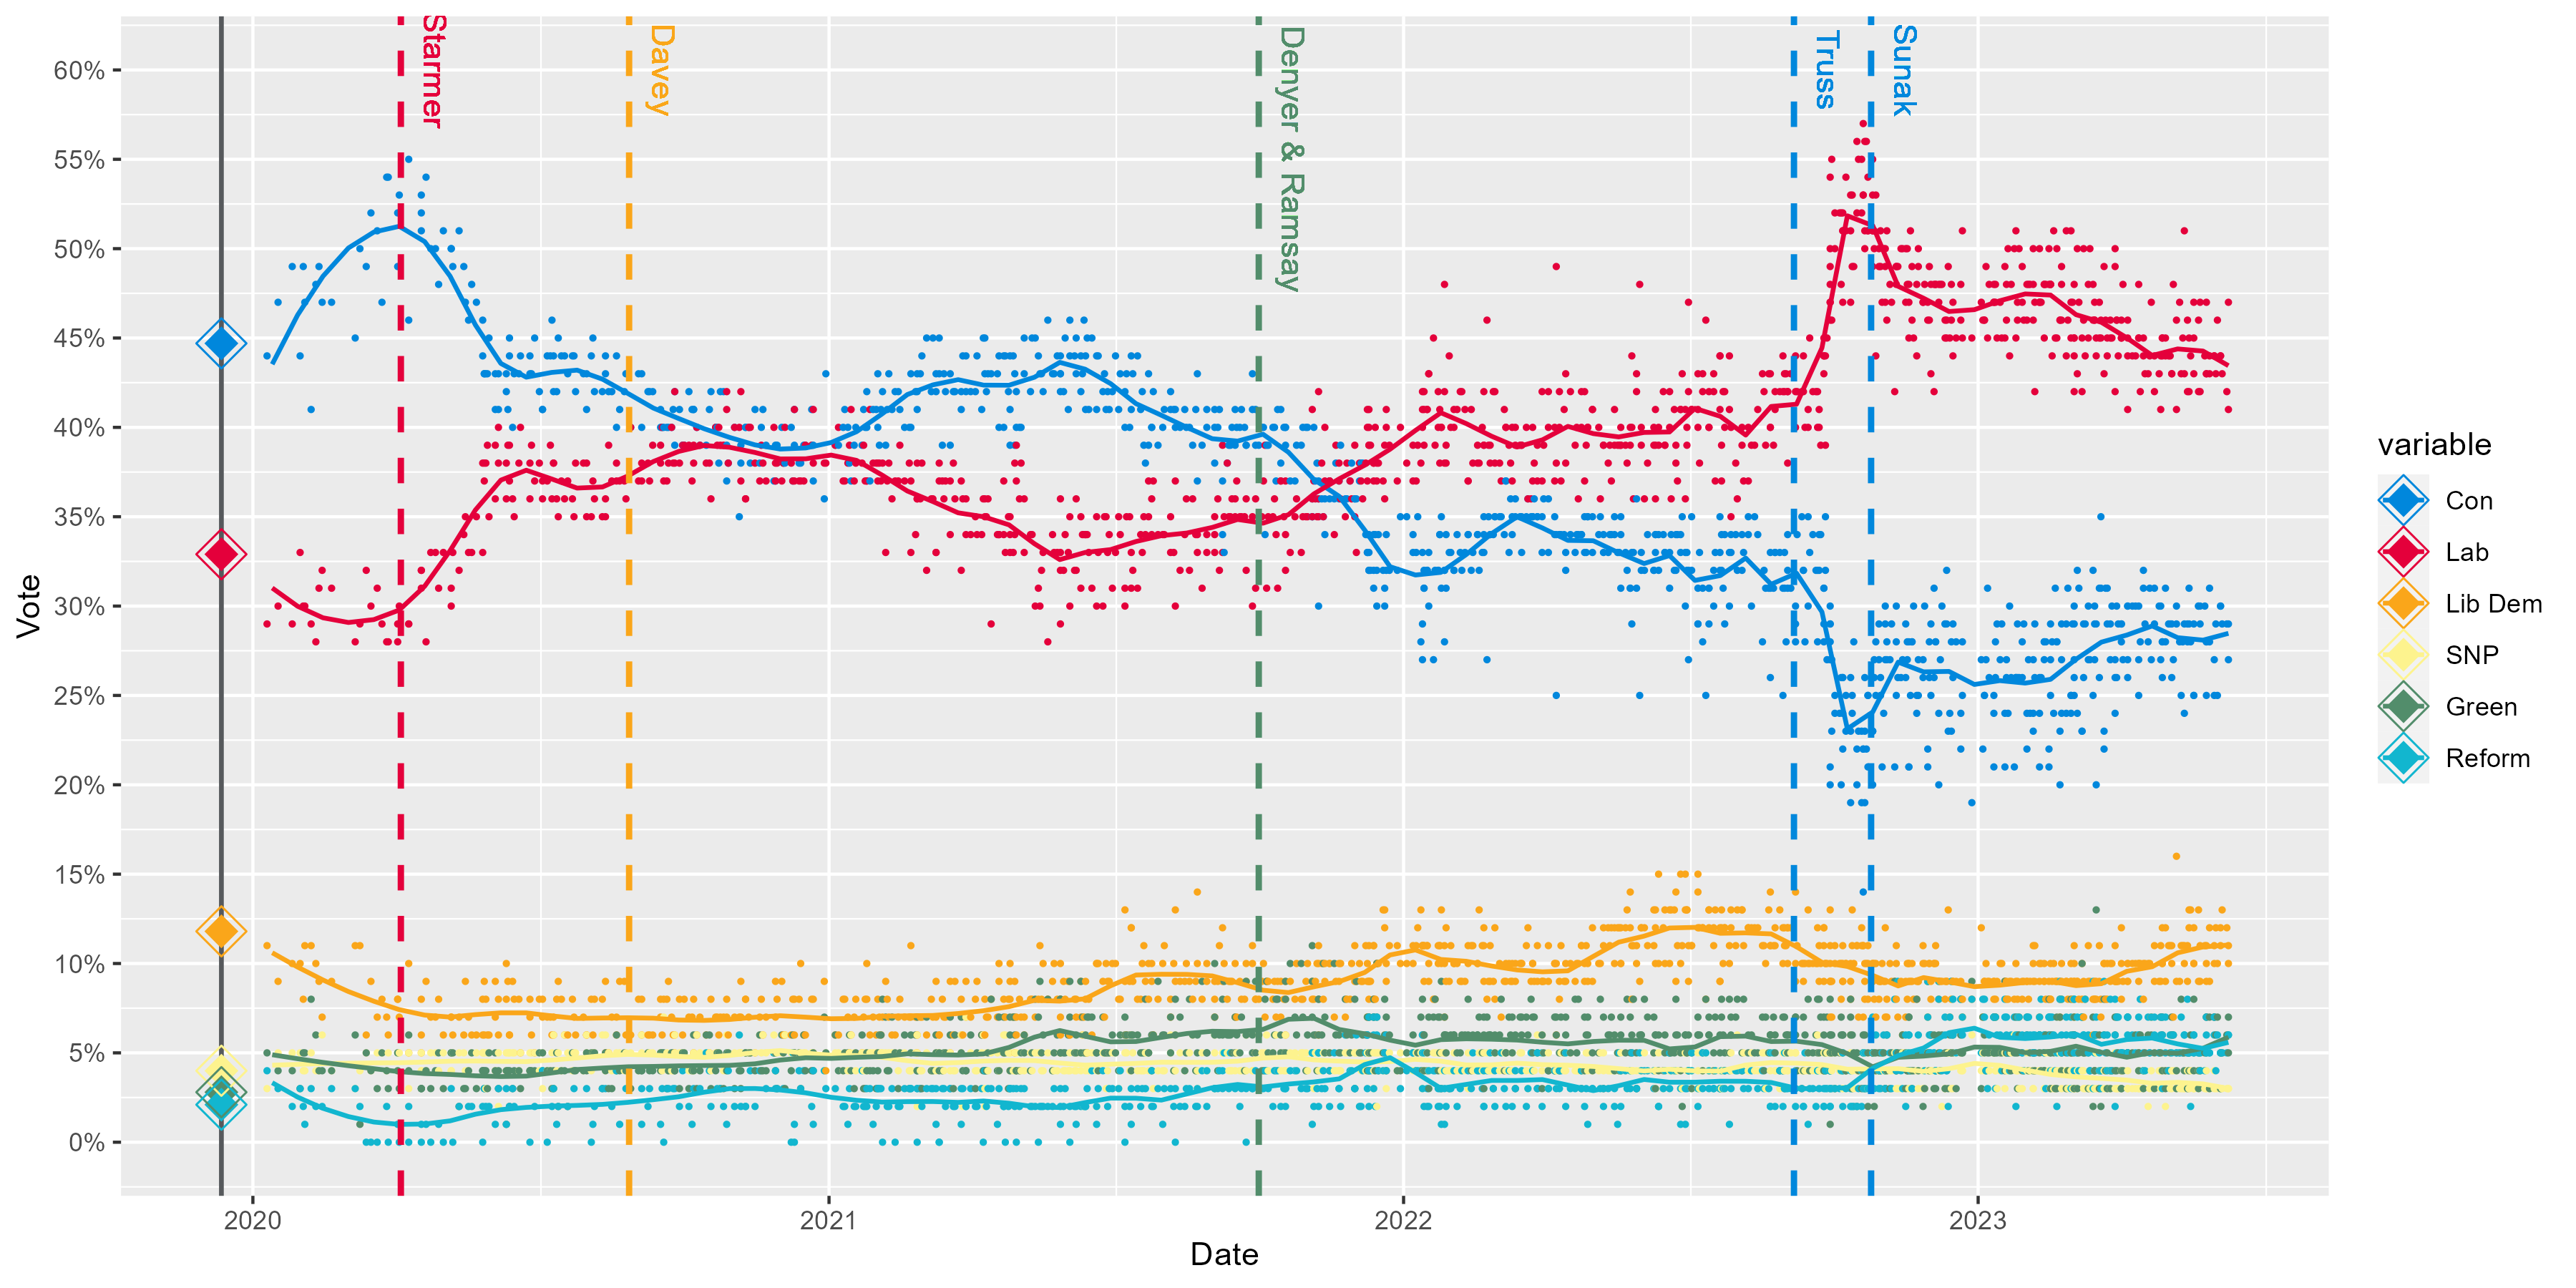 Starmer
Davey
Denyer & Ramsay
Truss
Sunak
60%
55%
50%
45%
40%
35%
30%
25%
20%
15%
10%
5%
0%
Vote
2020
2021
2022
2023
Date
variable
Con
Lab
Lib Dem
SNP
Green
Reform